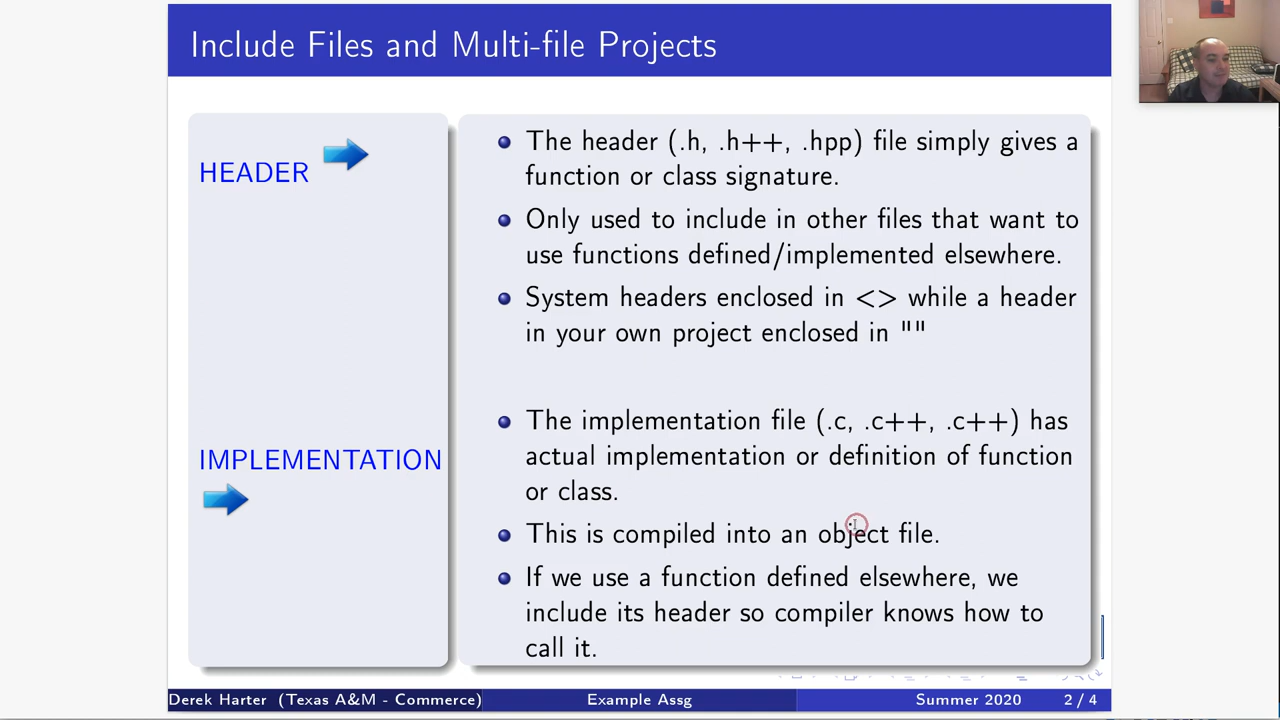 Include Files and Multi-file Projects
HEADER
The header (.h, .h++, .hpp) file simply gives a
function or class signature.
Only used to include in other files that want to
use functions defined/implemented elsewhere.
System headers enclosed in <> while a header
in your own project enclosed in ""
IMPLEMENTATION
The implementation file (.c, .c++, .c++) has
actual implementation or definition of function
or class.
This is compiled into an object file.
If we use a function defined elsewhere, we
include its header so compiler knows how to
call it.
Derek Harter (Texas A&M - Commerce)
Example Assg
Summer 2020
2 / 4